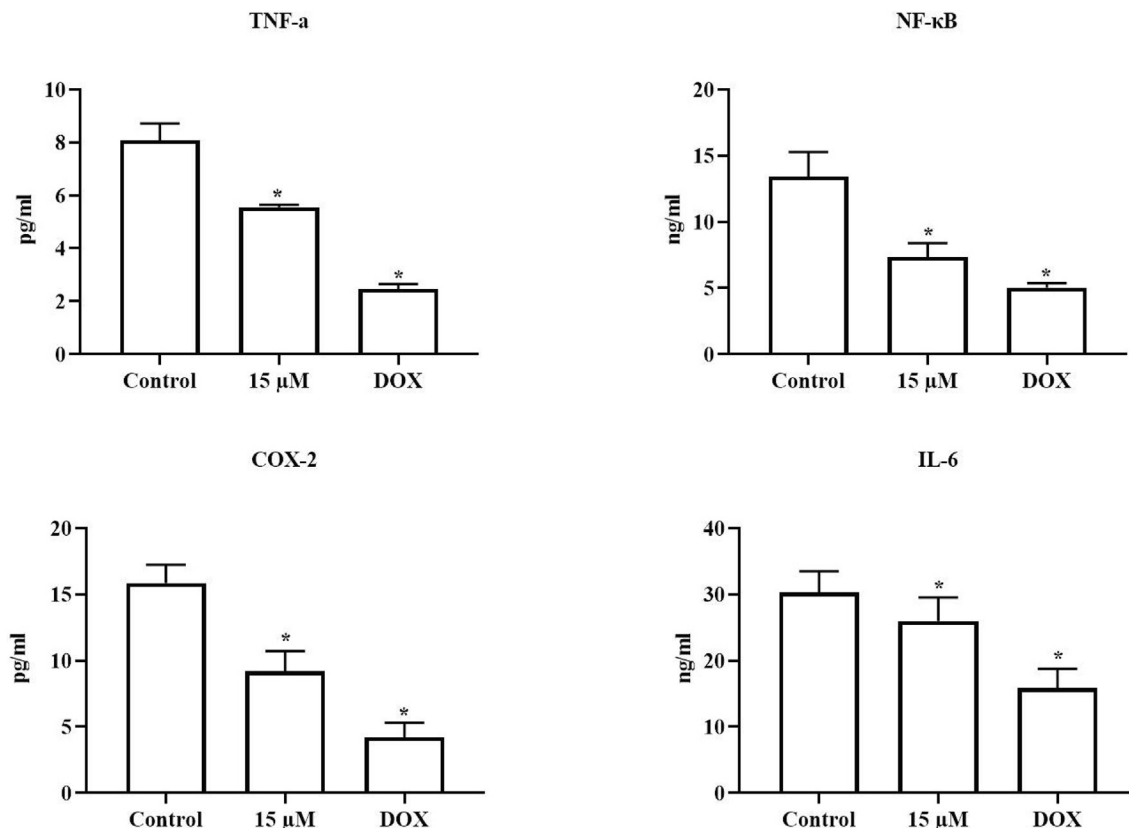 TNF-a
10
8
6
4
2
0
pg/ml
*
*
Control 15 µM DOX
NF-κB
20
15
10
5
0
ng/ml
*
*
Control 15 µM DOX
COX-2
20
15
10
5
0
pg/ml
*
*
Control 15 µM DOX
IL-6
40
30
20
10
0
ng/ml
*
*
Control 15 µM DOX